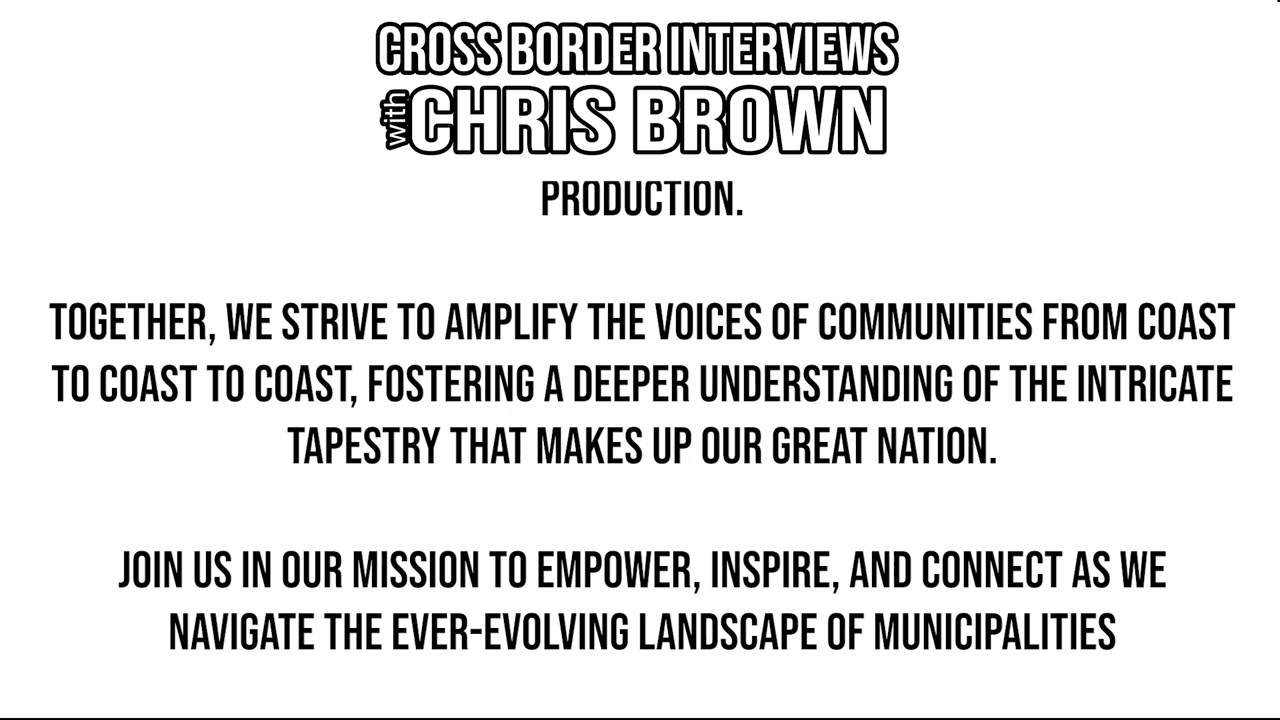 CROSS BORDER INTERVIEWS
with CHRIS BROWN
PRODUCTION.
TOGETHER, WE STRIVE TO AMPLIFY THE VOICES OF COMMUNITIES FROM COAST
TO COAST TO COAST, FOSTERING A DEEPER UNDERSTANDING OF THE INTRICATE
TAPESTRY THAT MAKES UP OUR GREAT NATION.
JOIN US IN OUR MISSION TO EMPOWER, INSPIRE, AND CONNECT AS WE
NAVIGATE THE EVER-EVOLVING LANDSCAPE OF MUNICIPALITIES